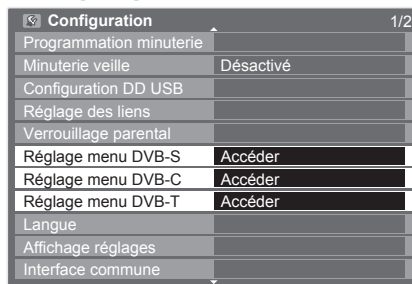 Configuration 1/2
Programmation minuterie
Minuterie veille Désactivé
Configuration DD USB
Réglage des liens
Verrouillage parental
Réglage menu DVB-S Accéder
Réglage menu DVB-C Accéder
Réglage menu DVB-T Accéder
Langue
Affichage réglages
Interface commune